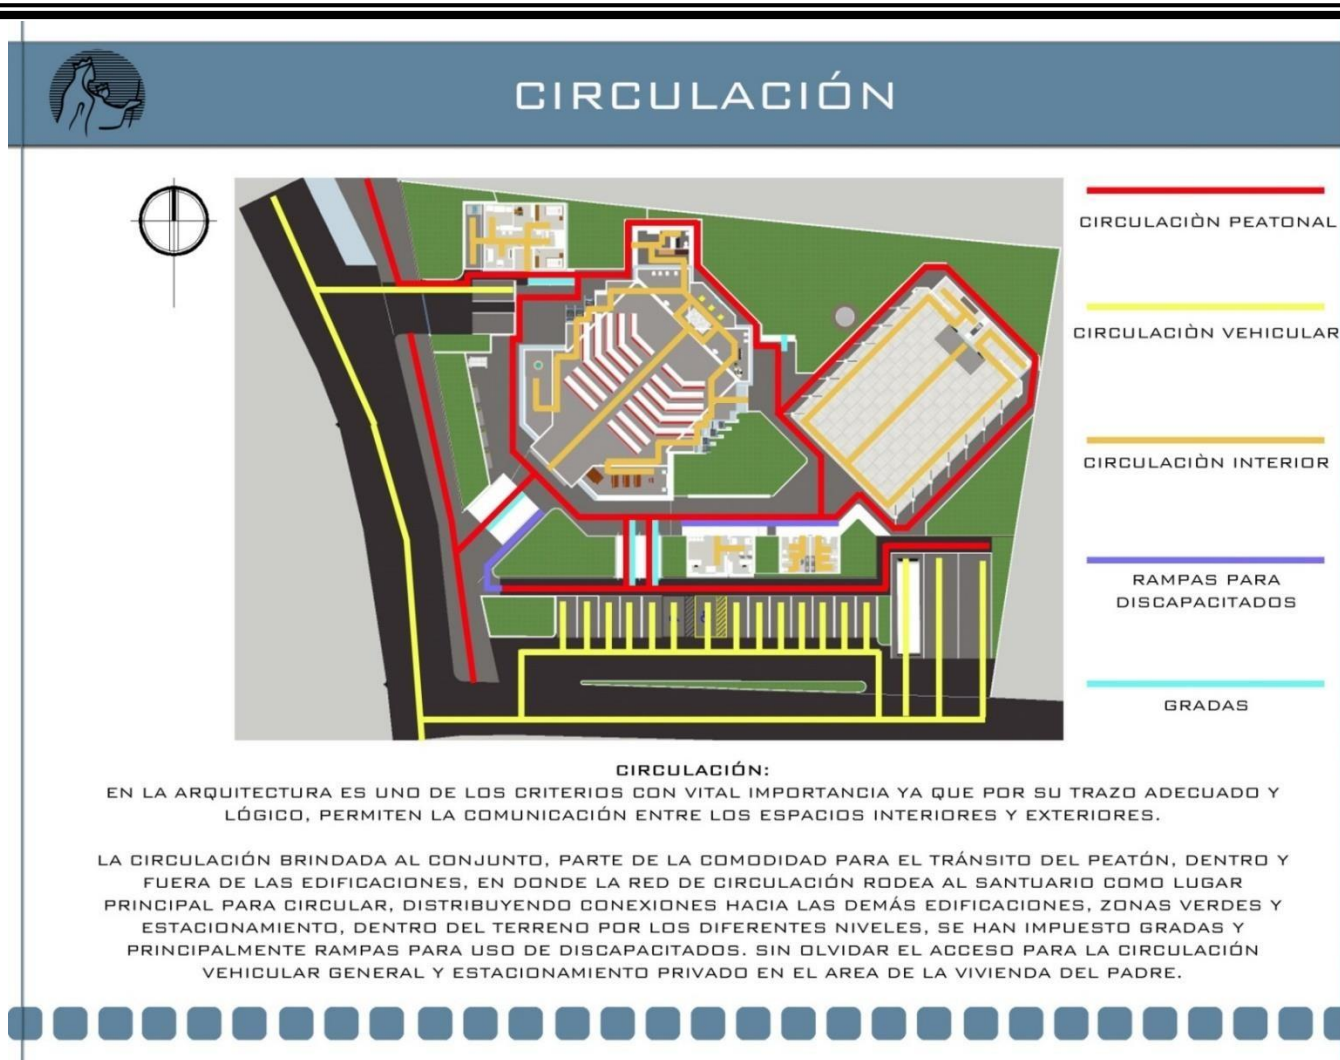 CIRCULACIÓN
CIRCULACIÒN PEATONAL
CIRCULACIÒN VEHICULAR
CIRCULACIÒN INTERIOR
RAMPAS PARA
DISCAPACITADOS
GRADAS
CIRCULACIÓN:
EN LA ARQUITECTURA ES UNO DE LOS CRITERIOS CON VITAL IMPORTANCIA YA QUE POR SU TRAZO ADECUADO Y
LÓGICO, PERMITEN LA COMUNICACIÓN ENTRE LOS ESPACIOS INTERIORES Y EXTERIORES.
LA CIRCULACIÓN BRINDADA AL CONJUNTO, PARTE DE LA COMODIDAD PARA EL TRÁNSITO DEL PEATÓN, DENTRO Y
FUERA DE LAS EDIFICACIONES, EN DONDE LA RED DE CIRCULACIÓN RODEA AL SANTUARIO COMO LUGAR
PRINCIPAL PARA CIRCULAR, DISTRIBUYENDO CONEXIONES HACIA LAS DEMÁS EDIFICACIONES, ZONAS VERDES Y
ESTACIONAMIENTO, DENTRO DEL TERRENO POR LOS DIFERENTES NIVELES, SE HAN IMPUESTO GRADAS Y
PRINCIPALMENTE RAMPAS PARA USO DE DISCAPACITADOS. SIN OLVIDAR EL ACCESO PARA LA CIRCULACIÓN
VEHICULAR GENERAL Y ESTACIONAMIENTO PRIVADO EN EL AREA DE LA VIVIENDA DEL PADRE.